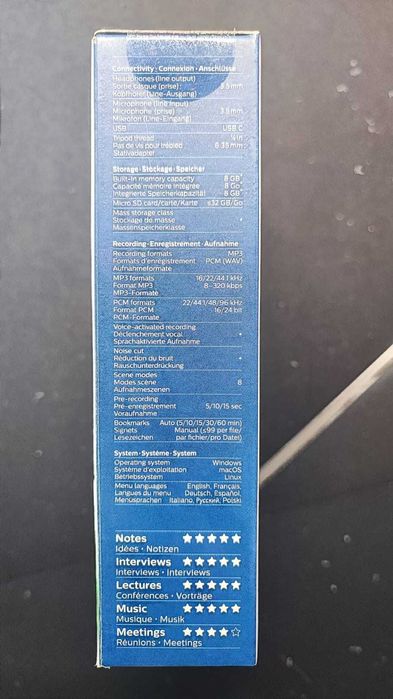 Connectivity · Connexion · Anschlüsse
Headphones (line output)
Sortie casque (prise) 3.5 mm
Kopfhörer (Line-Ausgang)
Microphone (line input)
Microphone (prise) 3.5 mm
Mikrofon (Line-Eingang)
USB USB C
Tripod thread ¼ in
Pas de vis pour trépied 6.35 mm
Stativadapter
Storage · Stockage · Speicher
Built-in memory capacity 8 GB
Capacité mémoire intégrée 8 Go
Integrierte Speicherkapazität 8 GB
Micro SD card/carte/Karte ≤32 GB/Go
Mass storage class
Stockage de masse •
Massenspeicherklasse
Recording · Enregistrement · Aufnahme
Recording formats MP3
Formats d'enregistrement PCM (WAV)
Aufnahmeformate
MP3 formats 16/22/44.1 kHz
Format MP3 8–320 kbps
MP3-Formate
PCM formats 22/44.1/48/96 kHz
Format PCM 16/24 bit
PCM-Formate
Voice-activated recording
Déclenchement vocal •
Sprachaktivierte Aufnahme
Noise cut
Réduction du bruit •
Rauschunterdrückung
Scene modes
Modes scène 8
Aufnahmeszenen
Pre-recording
Pré-enregistrement 5/10/15 sec
Voraufnahme
Bookmarks Auto (5/10/15/30/60 min)
Signets Manual (≤99 per file/
Lesezeichen par fichier/pro Datei)
System · Système · System
Operating system Windows
Système d'exploitation macOS
Betriebssystem Linux
Menu languages English, Français,
Langues du menu Deutsch, Español,
Menüsprachen Italiano, Русский, Polski
Notes ★★★★★
Idées · Notizen
Interviews ★★★★★
Interviews · Interviews
Lectures ★★★★★
Conférences · Vorträge
Music ★★★★★
Musique · Musik
Meetings ★★★★☆
Réunions · Meetings